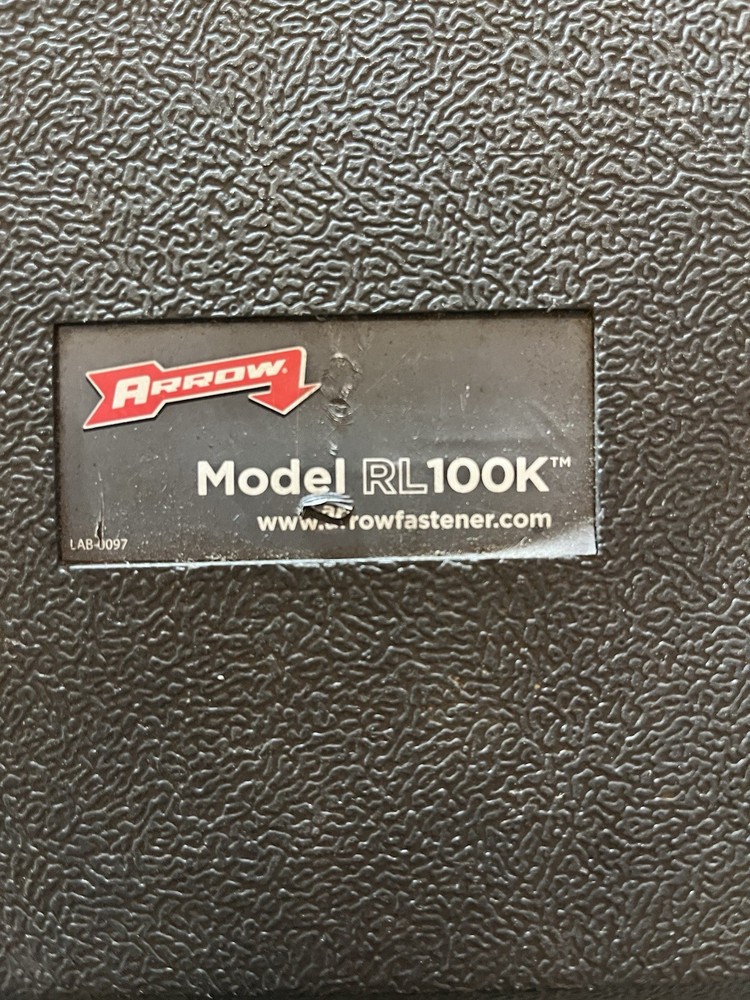 ARROW®
Model RL100K™
www.arrowfastener.com
LAB-0097